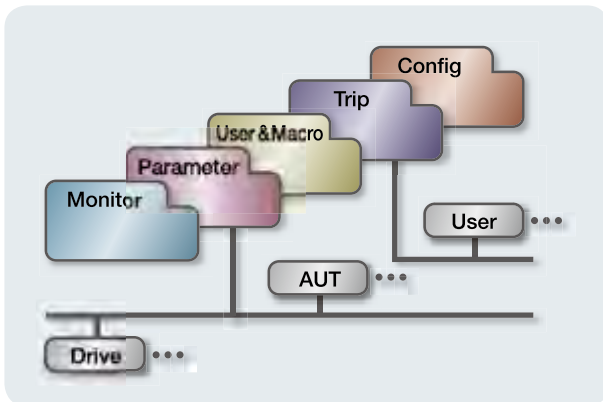 Config
Trip
User&Macro
Parameter
Monitor
User •••
AUT •••
Drive •••